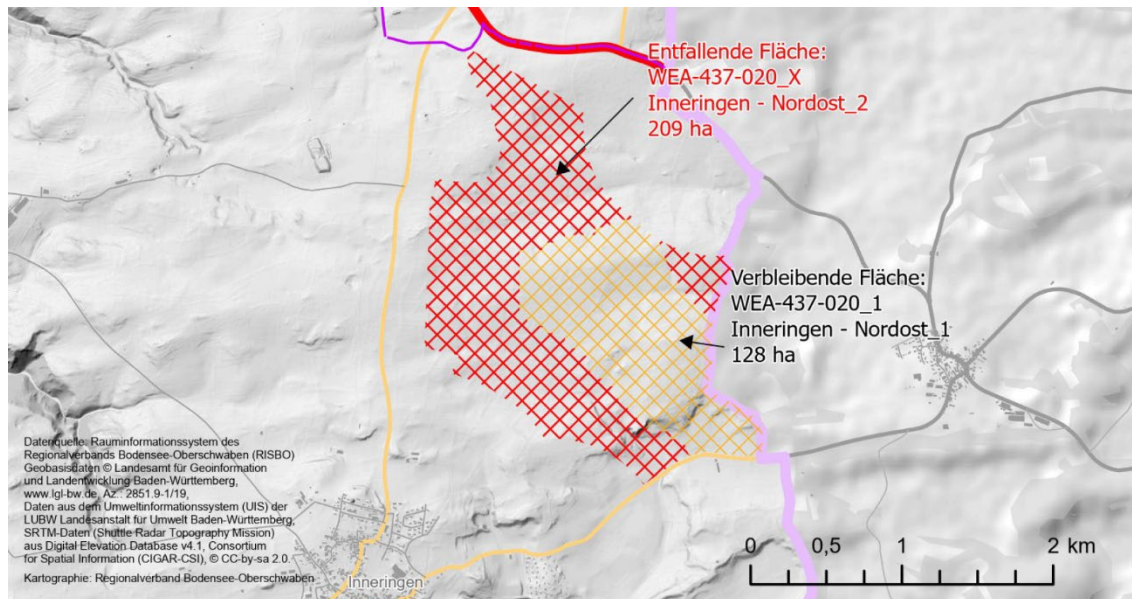 Entfallende Fläche:
WEA-437-020_X
Inneringen - Nordost_2
209 ha
Verbleibende Fläche:
WEA-437-020_1
Inneringen - Nordost_1
128 ha
Datenquelle: Rauminformationssystem des
Regionalverbands Bodensee-Oberschwaben (RISBO)
Geobasisdaten © Landesamt für Geoinformation
und Landentwicklung Baden-Württemberg,
www.lgl-bw.de, Az.: 2851.9-1/19,
Daten aus dem Umweltinformationssystem (UIS) der
LUBW Landesanstalt für Umwelt Baden-Württemberg,
SRTM-Daten (Shuttle Radar Topography Mission)
aus Digital Elevation Database v4.1, Consortium
for Spatial Information (CIGAR-CSI), © CC-by-sa 2.0.
Kartographie: Regionalverband Bodensee-Oberschwaben
Inneringen
0 0,5 1 2 km